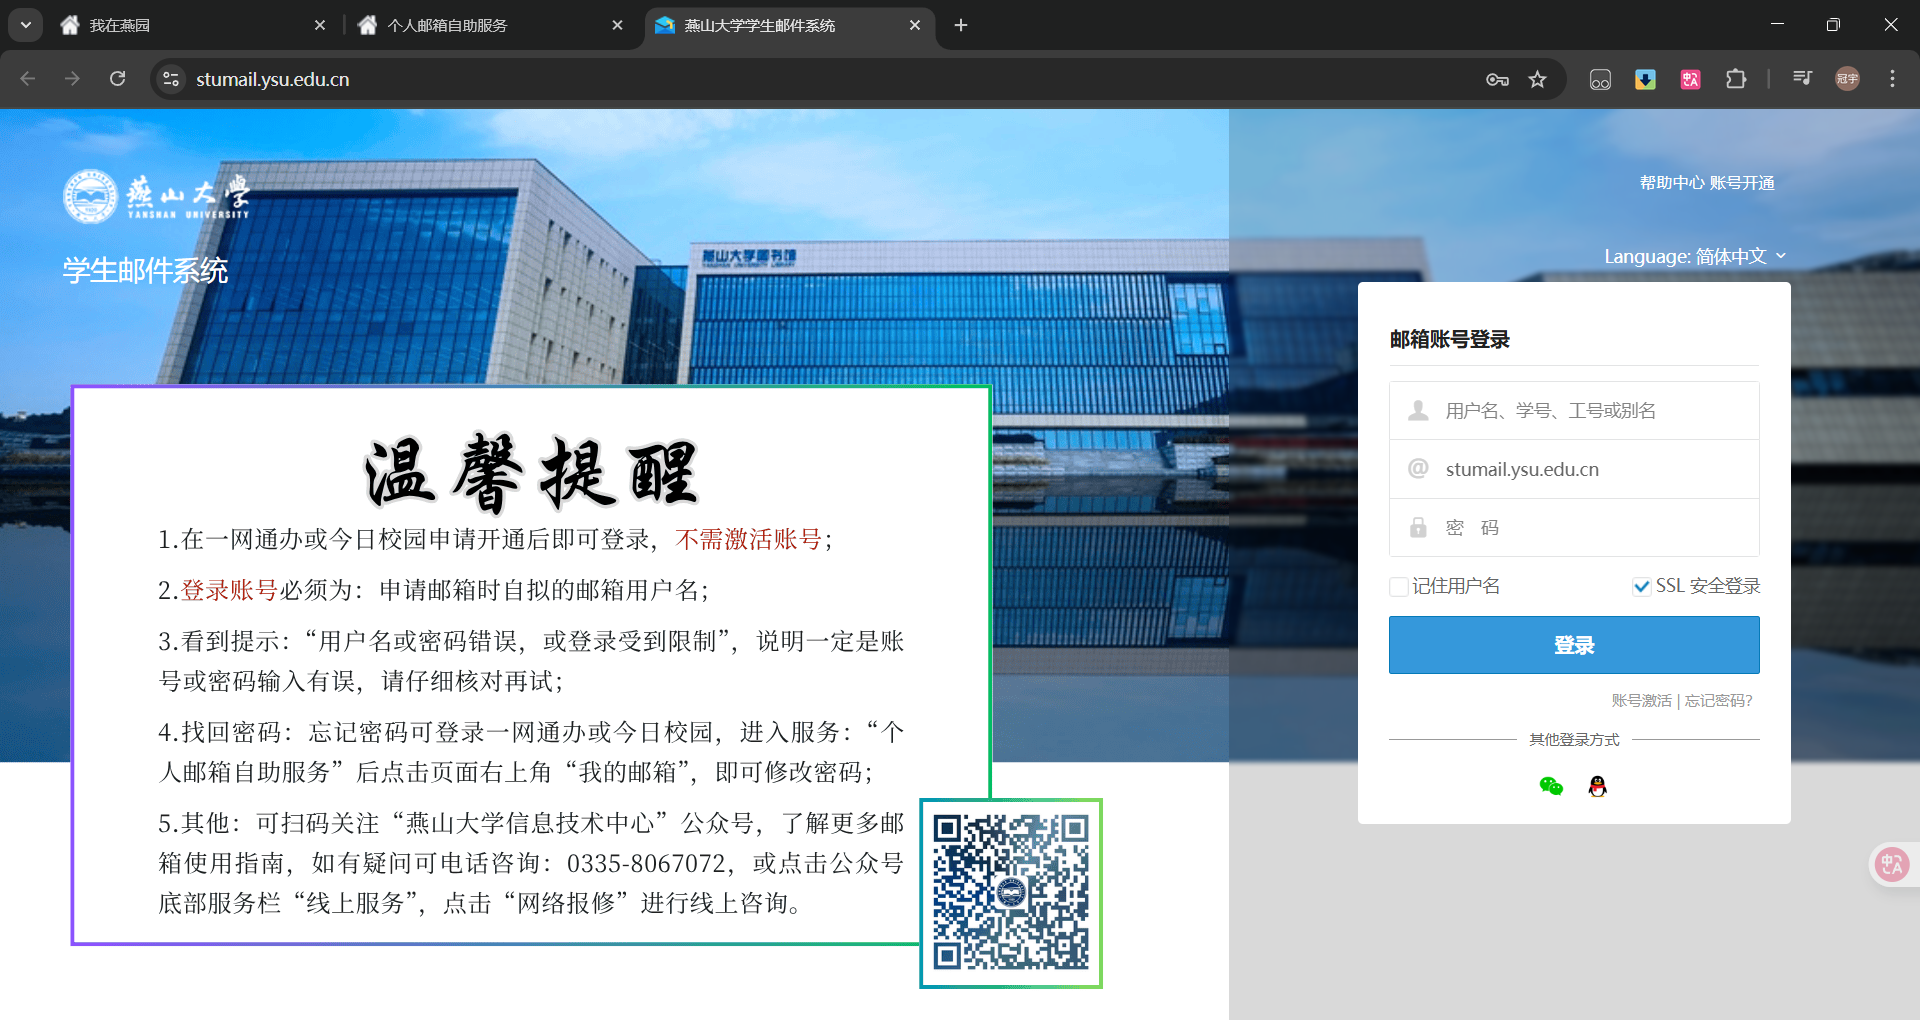 我在燕园
个人邮箱自助服务
燕山大学学生邮件系统
stumail.ysu.edu.cn
冠宇
燕山大学
YANSHAN UNIVERSITY
学生邮件系统
燕山大学图书馆
YANSHAN UNIVERSITY LIBRARY
帮助中心 账号开通
Language: 简体中文
温馨提醒
1.在一网通办或今日校园申请开通后即可登录，不需激活账号；
2.登录账号必须为：申请邮箱时自拟的邮箱用户名；
3.看到提示：“用户名或密码错误，或登录受到限制”，说明一定是账
号或密码输入有误，请仔细核对再试；
4.找回密码：忘记密码可登录一网通办或今日校园，进入服务：“个
人邮箱自助服务”后点击页面右上角“我的邮箱”，即可修改密码；
5.其他：可扫码关注“燕山大学信息技术中心”公众号，了解更多邮
箱使用指南，如有疑问可电话咨询：0335-8067072，或点击公众号
底部服务栏“线上服务”，点击“网络报修”进行线上咨询。
邮箱账号登录
用户名、学号、工号或别名
@ stumail.ysu.edu.cn
密 码
记住用户名
SSL 安全登录
登录
账号激活 | 忘记密码?
其他登录方式
中A